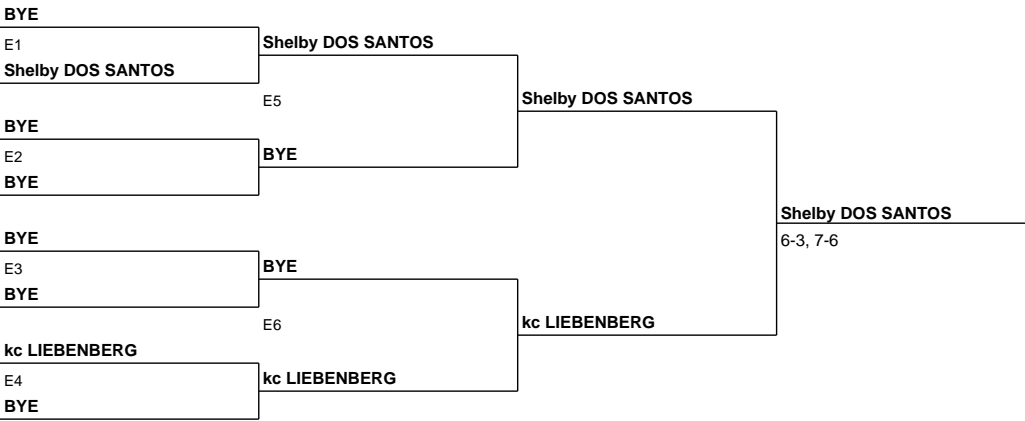 BYE
E1
Shelby DOS SANTOS
BYE
E2
BYE
BYE
E3
BYE
kc LIEBENBERG
E4
BYE
Shelby DOS SANTOS
E5
BYE
BYE
E6
kc LIEBENBERG
Shelby DOS SANTOS
kc LIEBENBERG
Shelby DOS SANTOS
6-3, 7-6